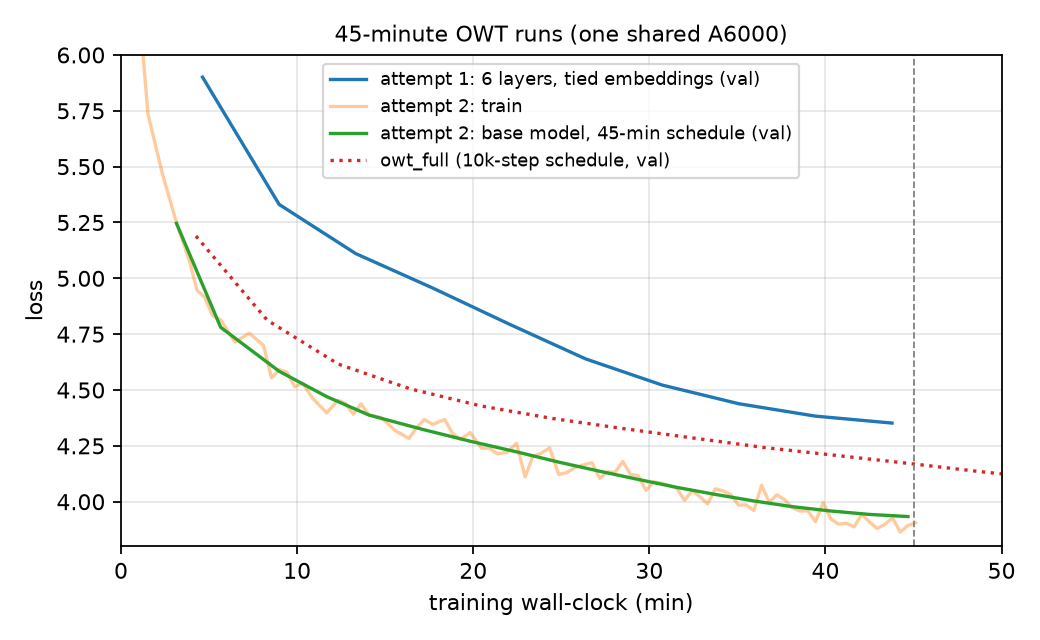 45-minute OWT runs (one shared A6000)
attempt 1: 6 layers, tied embeddings (val)
attempt 2: train
attempt 2: base model, 45-min schedule (val)
owt_full (10k-step schedule, val)
loss
6.00
5.75
5.50
5.25
5.00
4.75
4.50
4.25
4.00
0 10 20 30 40 50
training wall-clock (min)